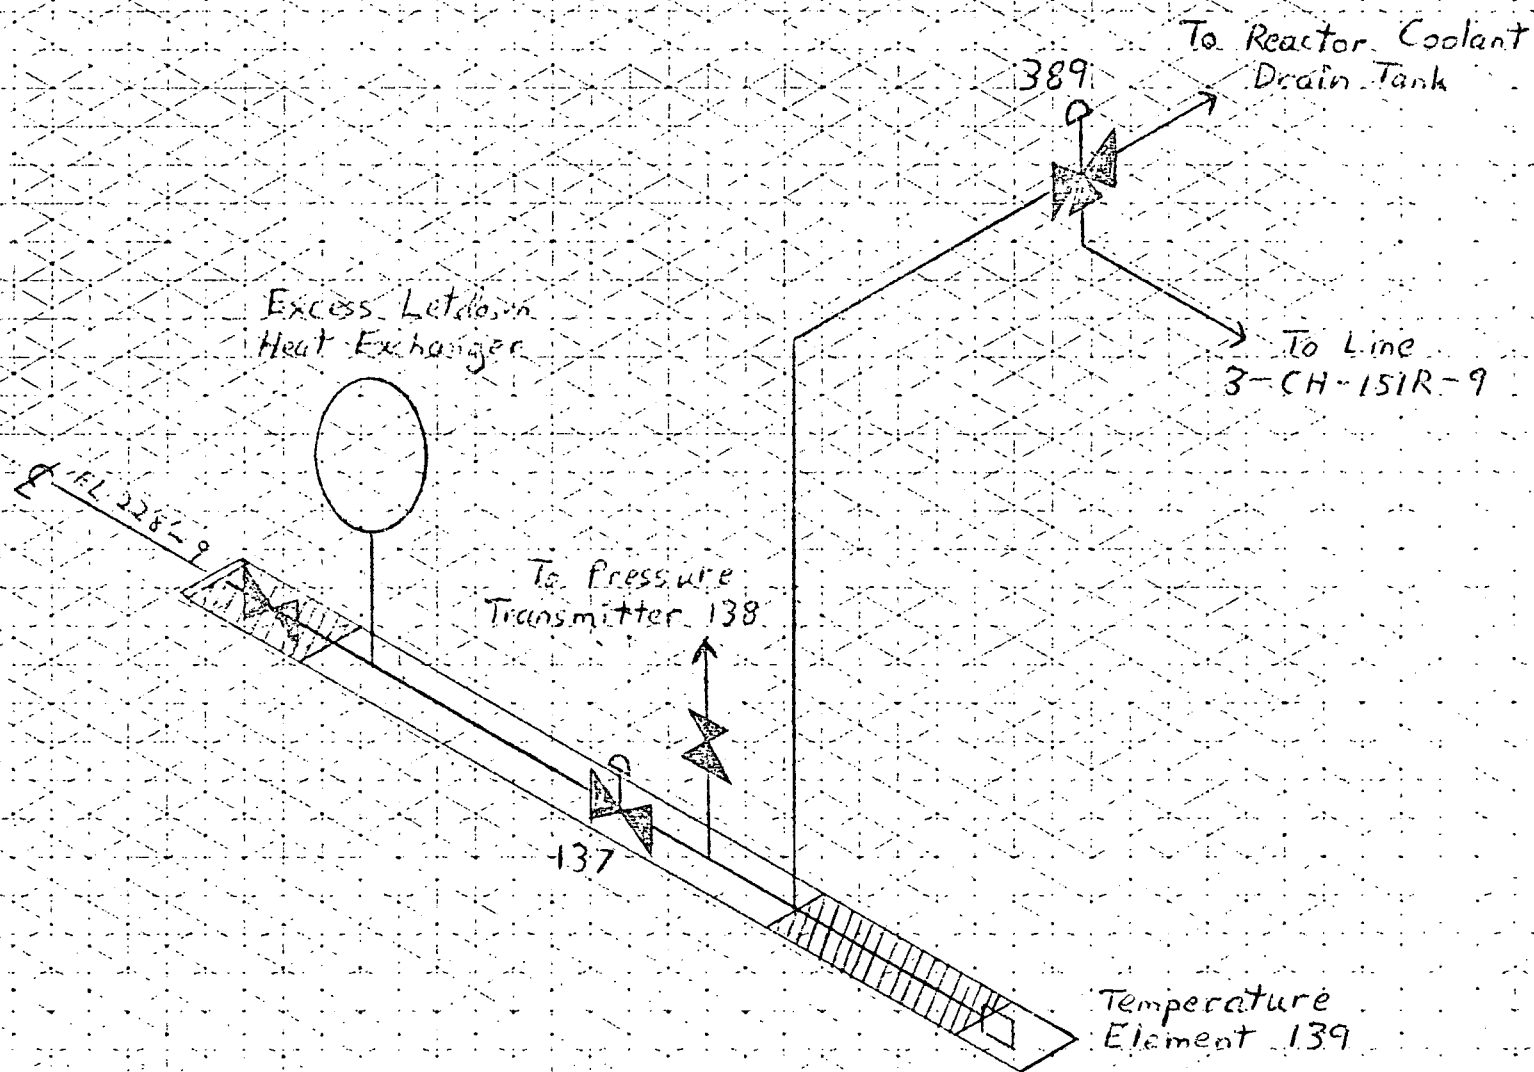 To Reactor Coolant
Drain Tank
389
Excess Letdown
Heat Exchanger
To Line
3-CH-151R-9
℄ EL 228'-9
To Pressure
Transmitter 138
137
Temperature
Element 139